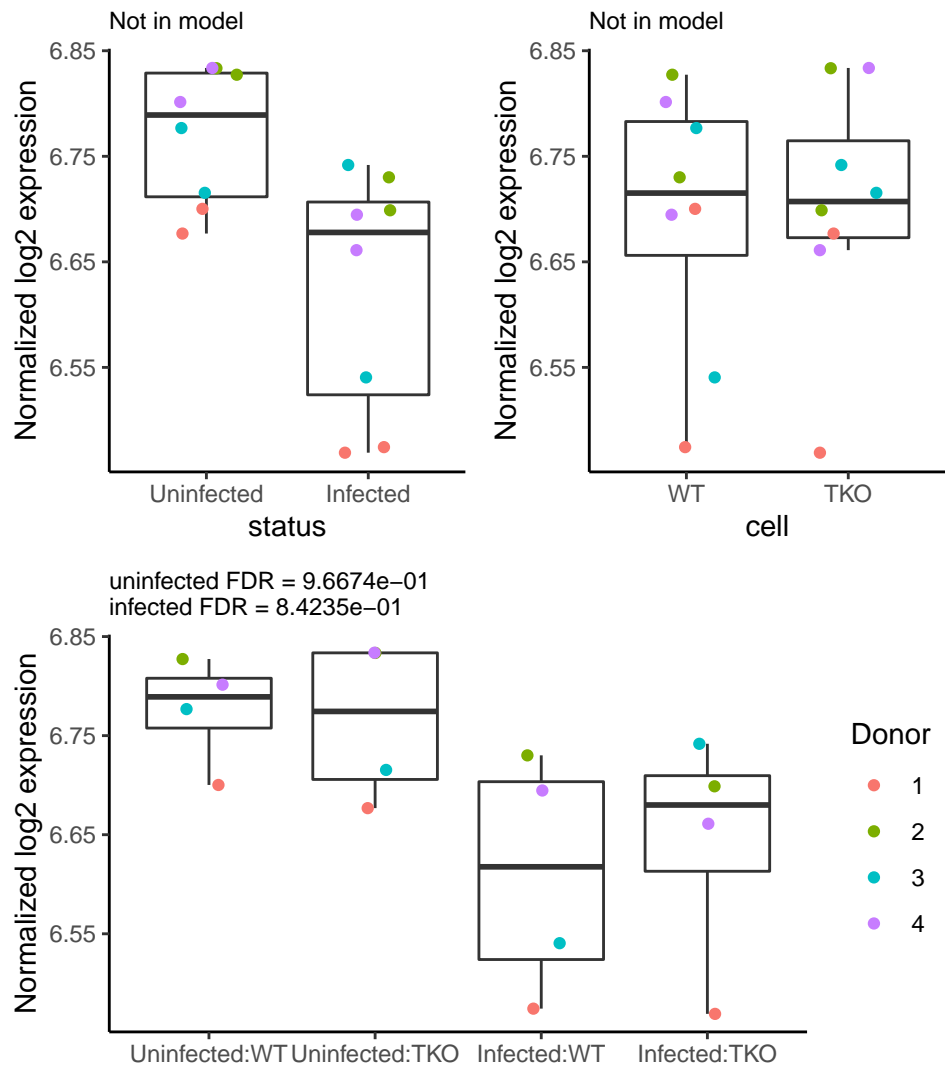 Not in model
Normalized log2 expression
6.85
6.75
6.65
6.55
Uninfected Infected
status
Not in model
Normalized log2 expression
6.85
6.75
6.65
6.55
WT TKO
cell
uninfected FDR = 9.6674e−01
infected FDR = 8.4235e−01
Normalized log2 expression
6.85
6.75
6.65
6.55
Uninfected:WT Uninfected:TKO Infected:WT Infected:TKO
Donor
1
2
3
4